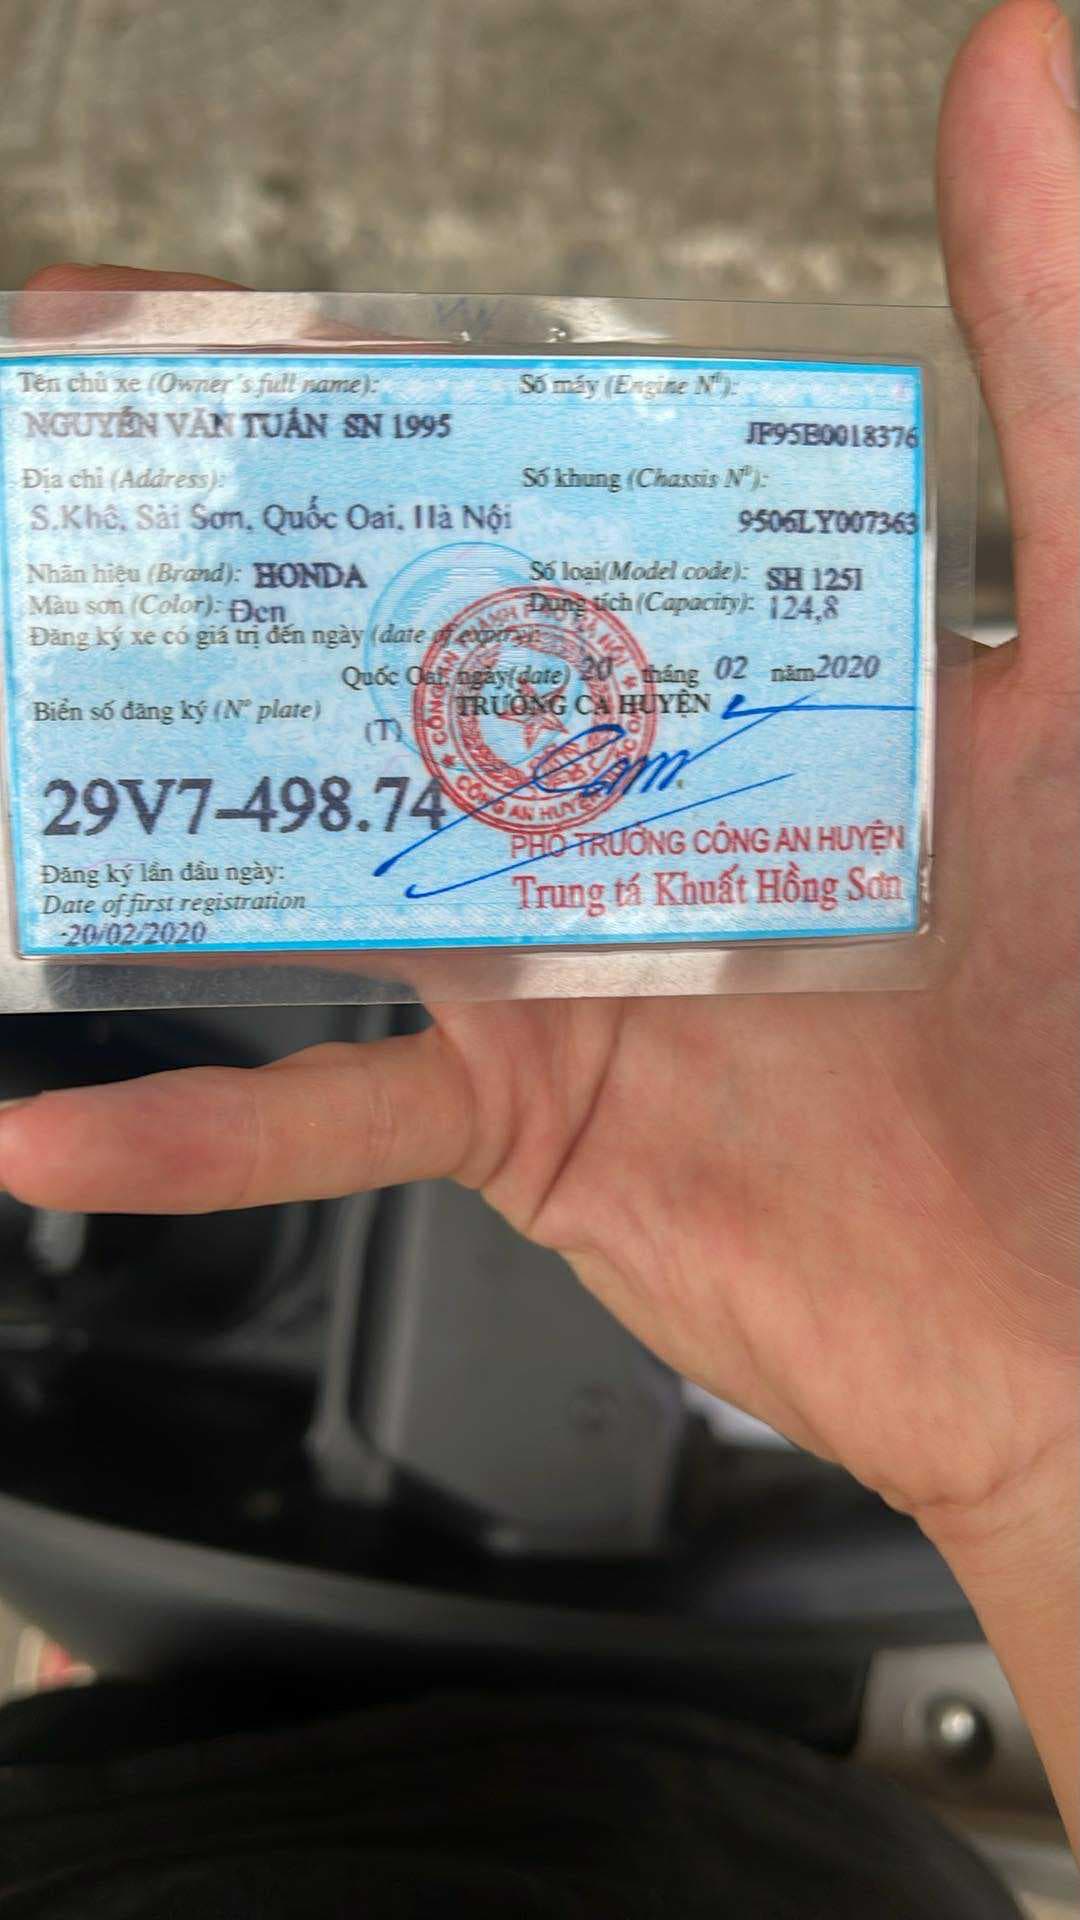 Tên chủ xe (Owner's full name):
NGUYỄN VĂN TUẤN SN 1995
Số máy (Engine Nº):
JF95E0018376
Địa chỉ (Address):
S.Khê, Sài Sơn, Quốc Oai, Hà Nội
Số khung (Chassis Nº):
9506LY007363
Nhãn hiệu (Brand): HONDA
Số loại(Model code): SH 125I
Màu sơn (Color): Đen
Dung tích (Capacity): 124,8
Đăng ký xe có giá trị đến ngày (date of expiry)
Quốc Oai, ngày(date) 20 tháng 02 năm 2020
Biển số đăng ký (Nº plate)
(T)
TRƯỞNG CA HUYỆN
29V7-498.74
PHÓ TRƯỞNG CÔNG AN HUYỆN
Trung tá Khuất Hồng Sơn
Đăng ký lần đầu ngày:
Date of first registration
20/02/2020